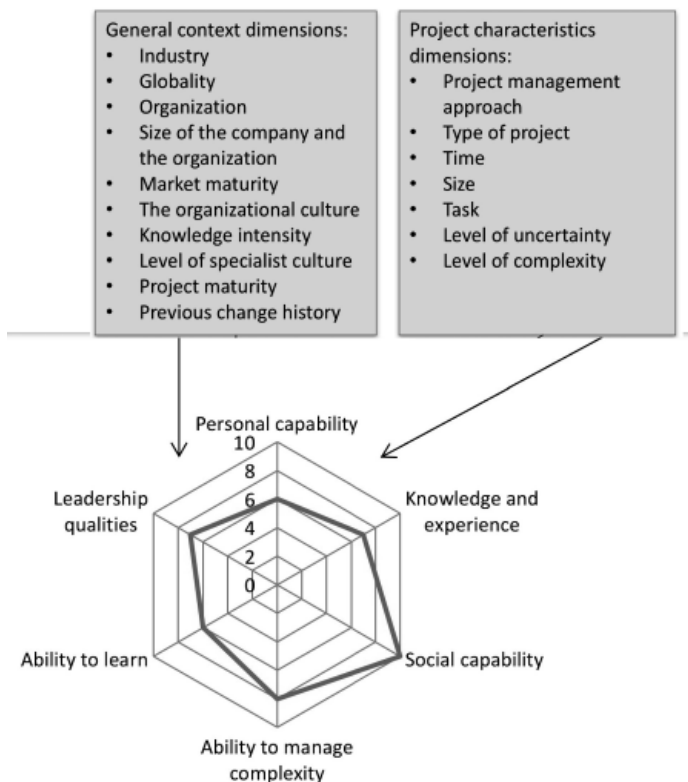 General context dimensions:
• Industry
• Globality
• Organization
• Size of the company and
the organization
• Market maturity
• The organizational culture
• Knowledge intensity
• Level of specialist culture
• Project maturity
• Previous change history
Project characteristics
dimensions:
• Project management
approach
• Type of project
• Time
• Size
• Task
• Level of uncertainty
• Level of complexity
Personal capability
10
8
6
4
2
0
Leadership
qualities
Knowledge and
experience
Ability to learn
Social capability
Ability to manage
complexity